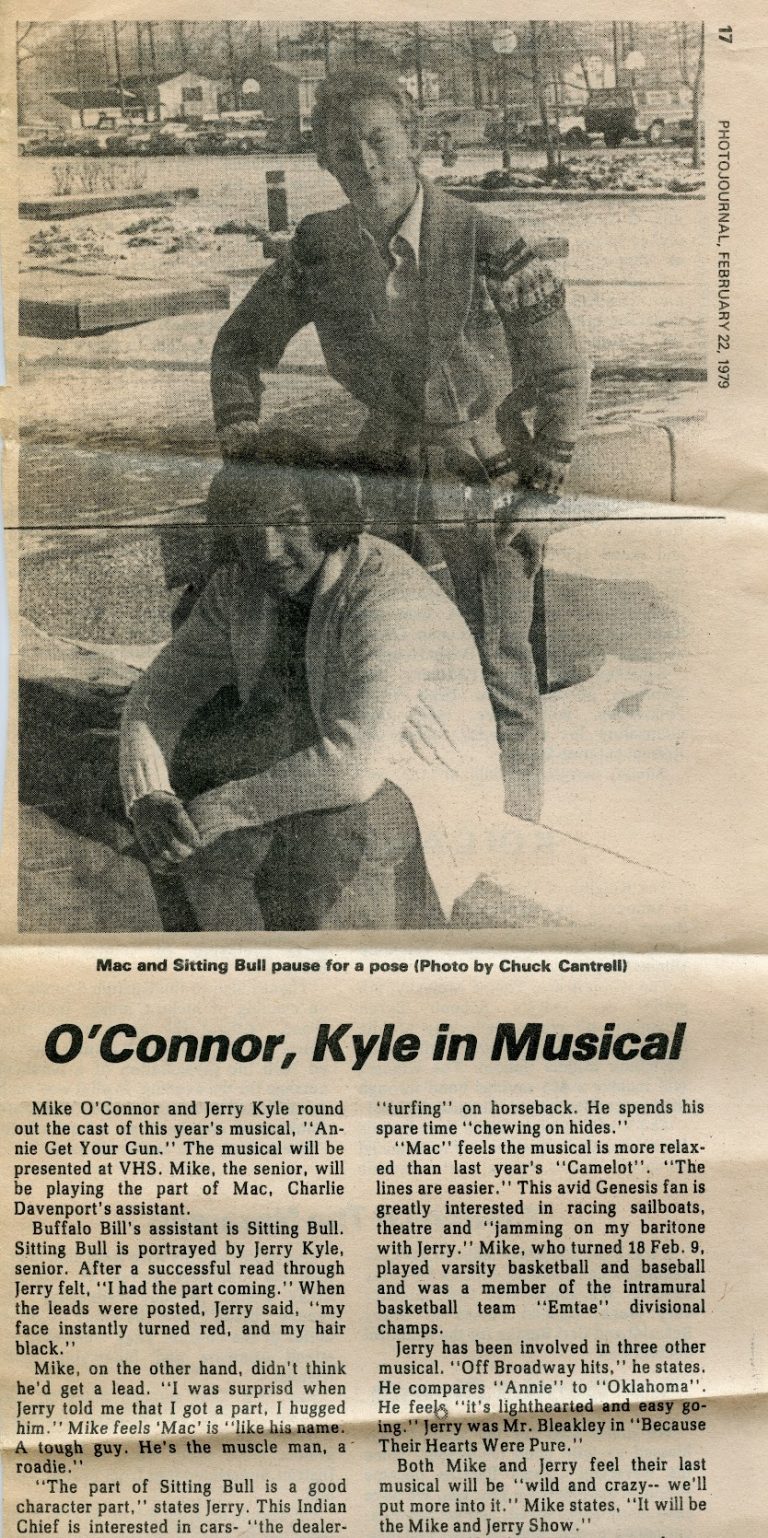 17
PHOTOJOURNAL, FEBRUARY 22, 1979
Mac and Sitting Bull pause for a pose (Photo by Chuck Cantrell)
O'Connor, Kyle in Musical
Mike O'Connor and Jerry Kyle round
out the cast of this year's musical, "An-
nie Get Your Gun." The musical will be
presented at VHS. Mike, the senior, will
be playing the part of Mac, Charlie
Davenport's assistant.
Buffalo Bill's assistant is Sitting Bull.
Sitting Bull is portrayed by Jerry Kyle,
senior. After a successful read through
Jerry felt, "I had the part coming." When
the leads were posted, Jerry said, "my
face instantly turned red, and my hair
black."
Mike, on the other hand, didn't think
he'd get a lead. "I was surprisd when
Jerry told me that I got a part, I hugged
him." Mike feels 'Mac' is "like his name.
A tough guy. He's the muscle man, a
roadie."
"The part of Sitting Bull is a good
character part," states Jerry. This Indian
Chief is interested in cars- "the dealer-
"turfing" on horseback. He spends his
spare time "chewing on hides."
"Mac" feels the musical is more relax-
ed than last year's "Camelot". "The
lines are easier." This avid Genesis fan is
greatly interested in racing sailboats,
theatre and "jamming on my baritone
with Jerry." Mike, who turned 18 Feb. 9,
played varsity basketball and baseball
and was a member of the intramural
basketball team "Emtae" divisional
champs.
Jerry has been involved in three other
musical. "Off Broadway hits," he states.
He compares "Annie" to "Oklahoma".
He feels "it's lighthearted and easy go-
ing." Jerry was Mr. Bleakley in "Because
Their Hearts Were Pure."
Both Mike and Jerry feel their last
musical will be "wild and crazy-- we'll
put more into it." Mike states, "It will be
the Mike and Jerry Show."